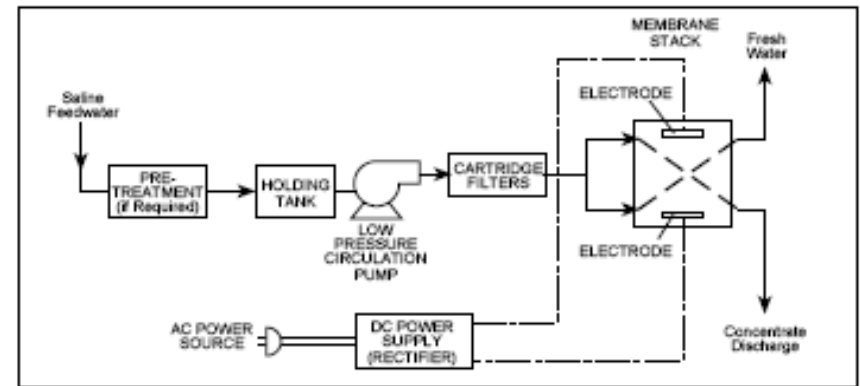 MEMBRANE
STACK
Fresh
Water
Saline
Feedwater
ELECTRODE
PRE-
TREATMENT
(if Required)
HOLDING
TANK
CARTRIDGE
FILTERS
LOW
PRESSURE
CIRCULATION
PUMP
ELECTRODE
AC POWER
SOURCE
DC POWER
SUPPLY
(RECTIFIER)
Concentrate
Discharge